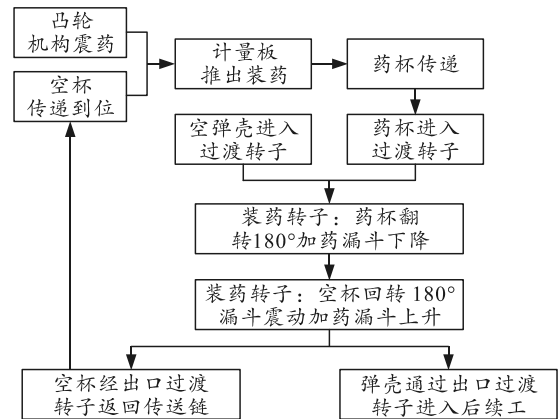 凸轮
机构震药
空杯
传递到位
计量板
推出装药
药杯传递
空弹壳进入
过渡转子
药杯进入
过渡转子
装药转子：药杯翻
转180°加药漏斗下降
装药转子：空杯回转 180°
漏斗震动加药漏斗上升
空杯经出口过渡
转子返回传送链
弹壳通过出口过渡
转子进入后续工